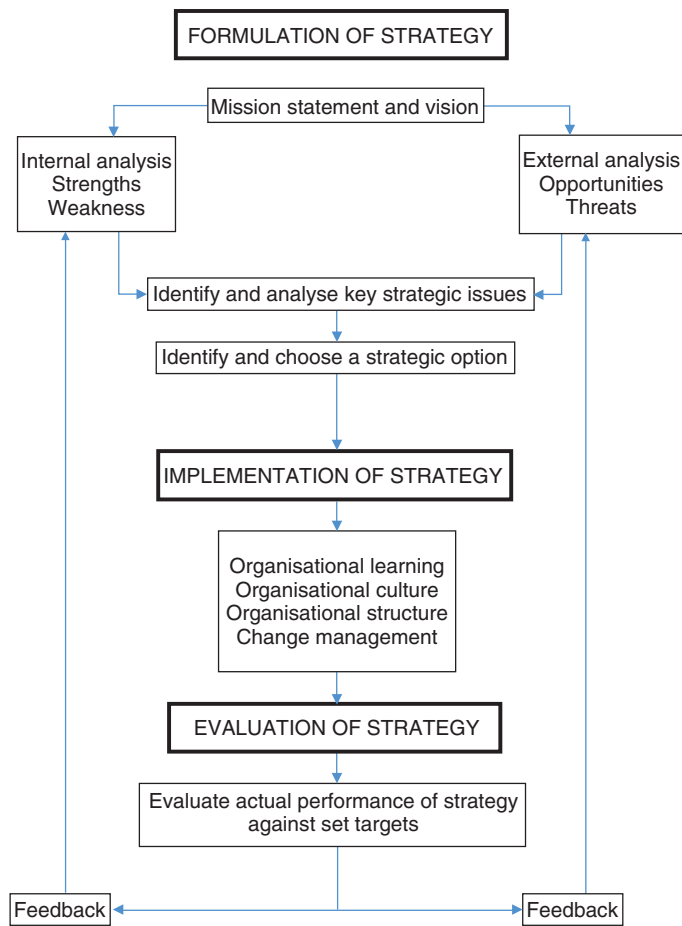 FORMULATION OF STRATEGY
Mission statement and vision
Internal analysis
Strengths
Weakness
External analysis
Opportunities
Threats
Identify and analyse key strategic issues
Identify and choose a strategic option
IMPLEMENTATION OF STRATEGY
Organisational learning
Organisational culture
Organisational structure
Change management
EVALUATION OF STRATEGY
Evaluate actual performance of strategy
against set targets
Feedback
Feedback